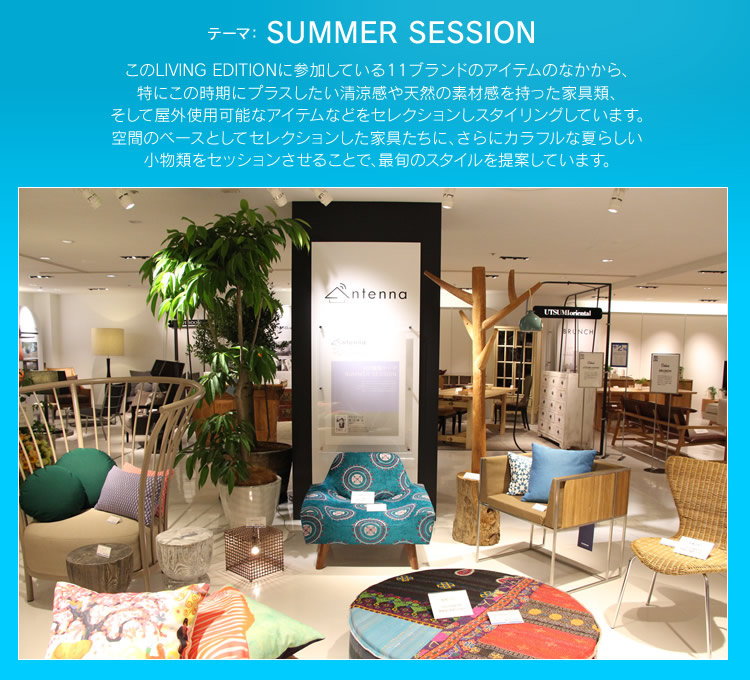 テーマ： SUMMER SESSION
このLIVING EDITIONに参加している11ブランドのアイテムのなかから、
特にこの時期にプラスしたい清涼感や天然の素材感を持った家具類、
そして屋外使用可能なアイテムなどをセレクションしスタイリングしています。
空間のベースとしてセレクションした家具たちに、さらにカラフルな夏らしい
小物類をセッションさせることで、最旬のスタイルを提案しています。
Antenna
Antenna
UTSUMI oriental
BRUNCH